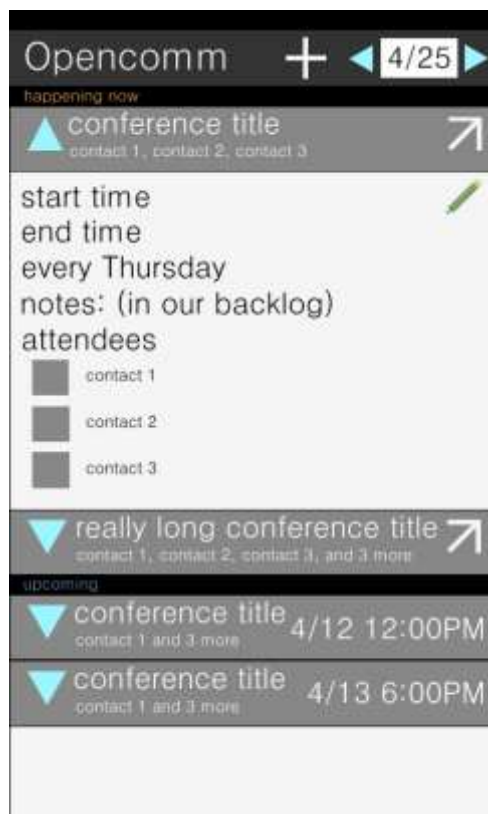 Opencomm
4/25
happening now
conference title
contact 1, contact 2, contact 3
start time
end time
every Thursday
notes: (in our backlog)
attendees
contact 1
contact 2
contact 3
really long conference title
contact 1, contact 2, contact 3, and 3 more
upcoming
conference title
contact 1 and 3 more
4/12 12:00PM
conference title
contact 1 and 3 more
4/13 6:00PM